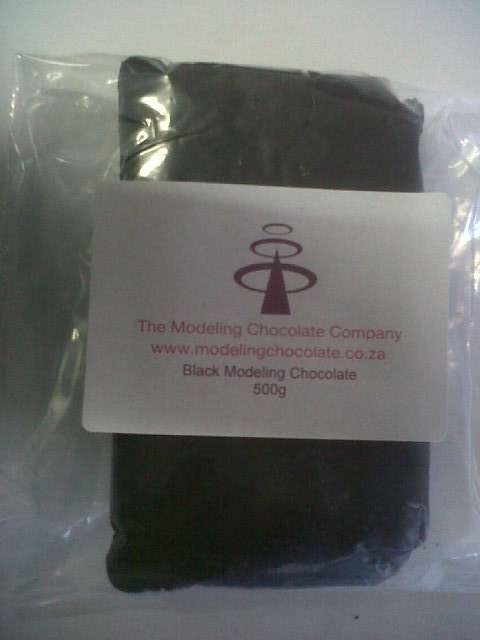 The Modeling Chocolate Company
www.modelingchocolate.co.za
Black Modeling Chocolate
500g